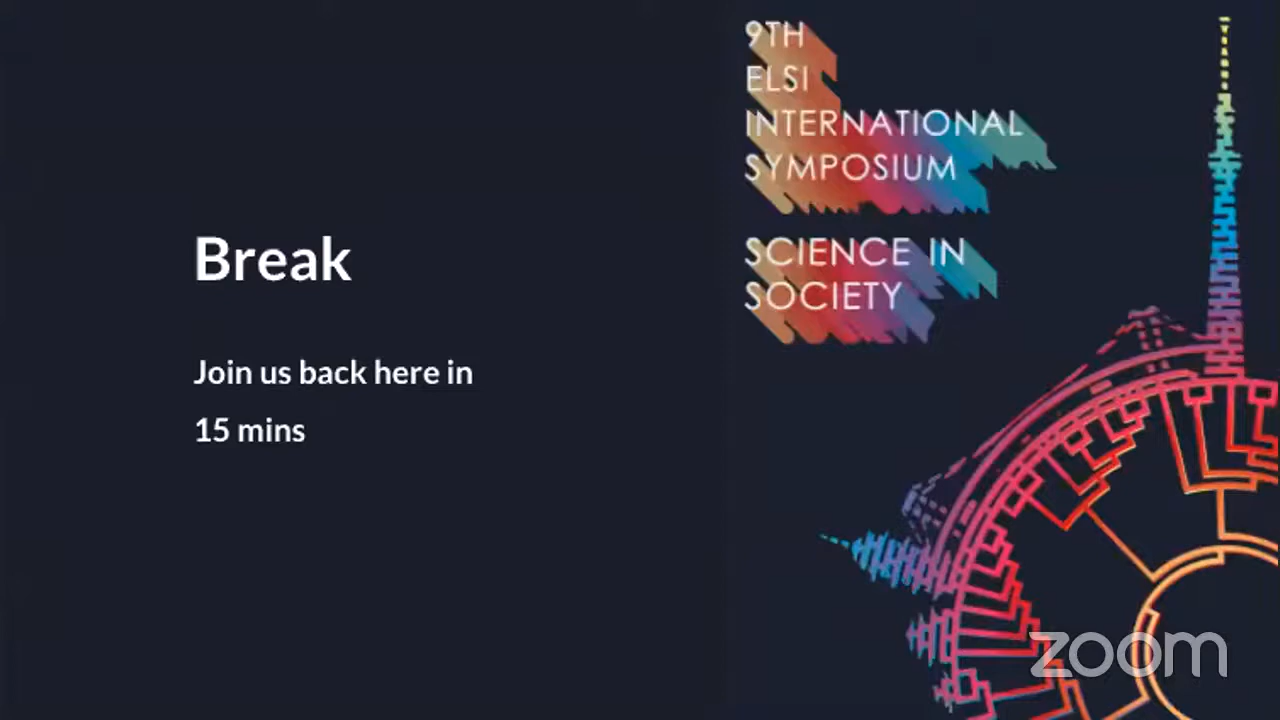 Break
Join us back here in
15 mins
9TH
ELSI
INTERNATIONAL
SYMPOSIUM
SCIENCE IN
SOCIETY
zoom